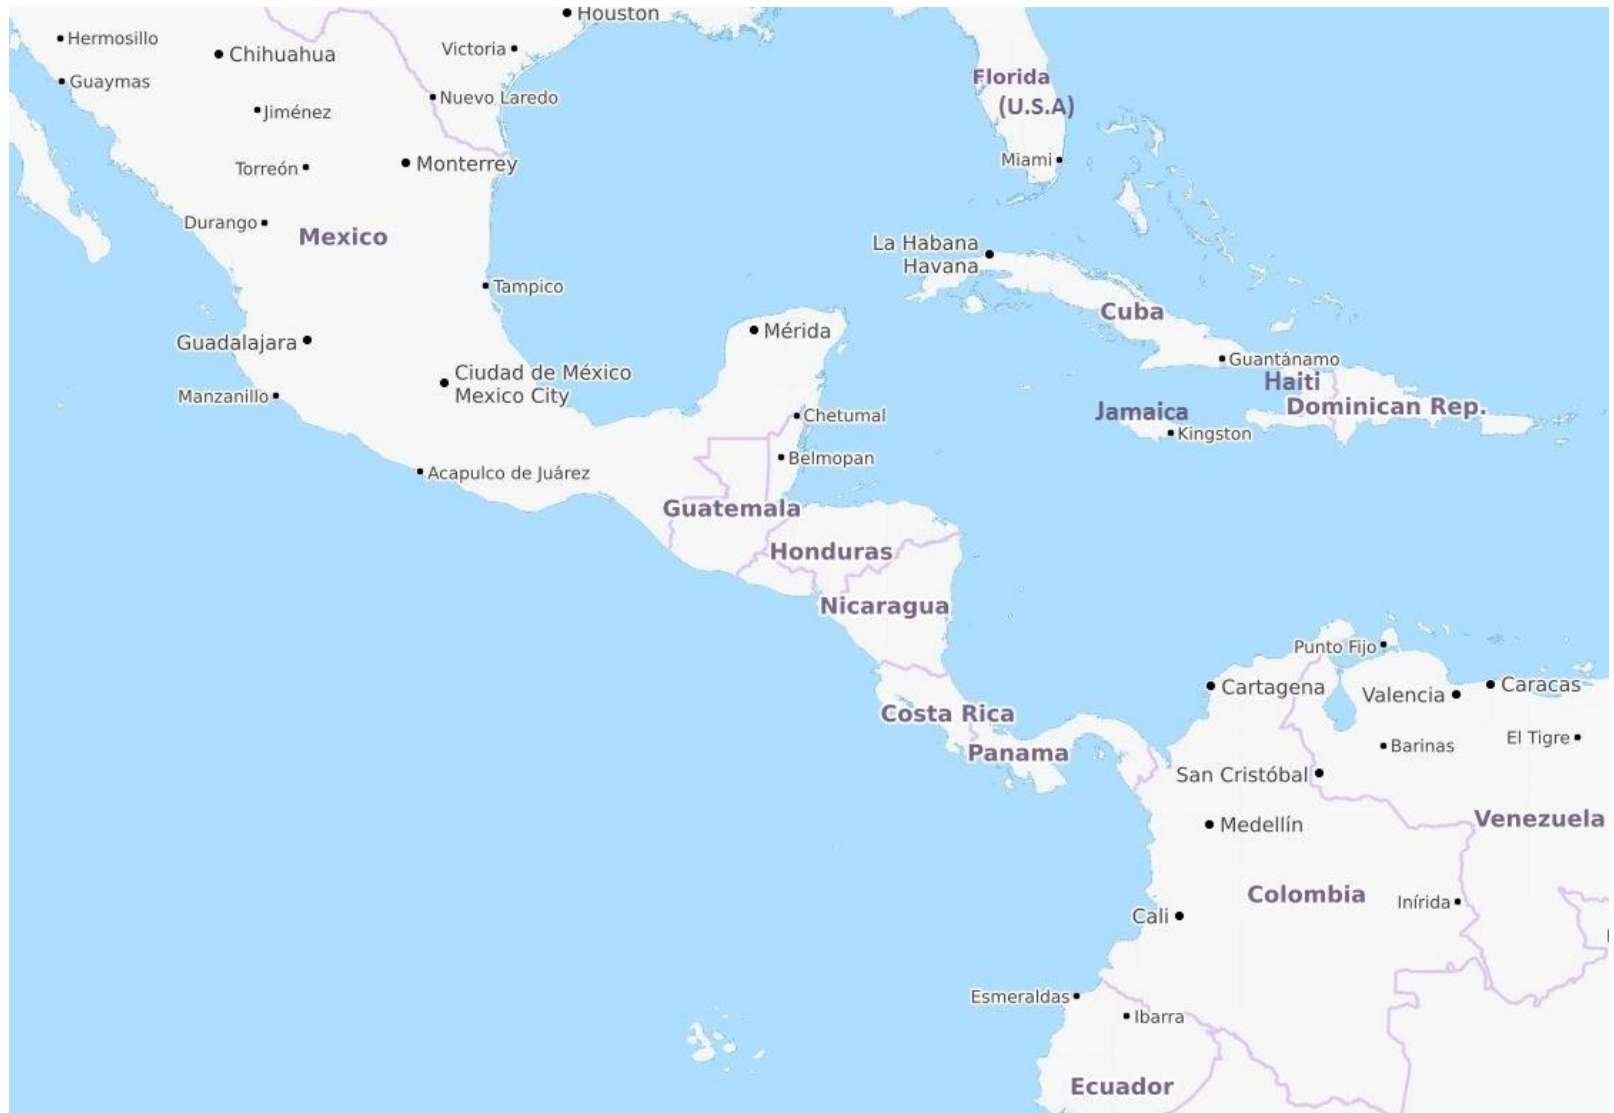 Houston
Hermosillo
Chihuahua
Victoria
Guaymas
Florida
(U.S.A)
Nuevo Laredo
Jiménez
Miami
Monterrey
Torreón
Durango
Mexico
La Habana
Havana
Tampico
Cuba
Mérida
Guadalajara
Guantánamo
Ciudad de México
Mexico City
Haiti
Manzanillo
Dominican Rep.
Jamaica
Chetumal
Kingston
Belmopan
Acapulco de Juárez
Guatemala
Honduras
Nicaragua
Punto Fijo
Cartagena
Valencia
Caracas
Costa Rica
El Tigre
Barinas
Panama
San Cristóbal
Venezuela
Medellín
Colombia
Inírida
Cali
Esmeraldas
Ibarra
Ecuador